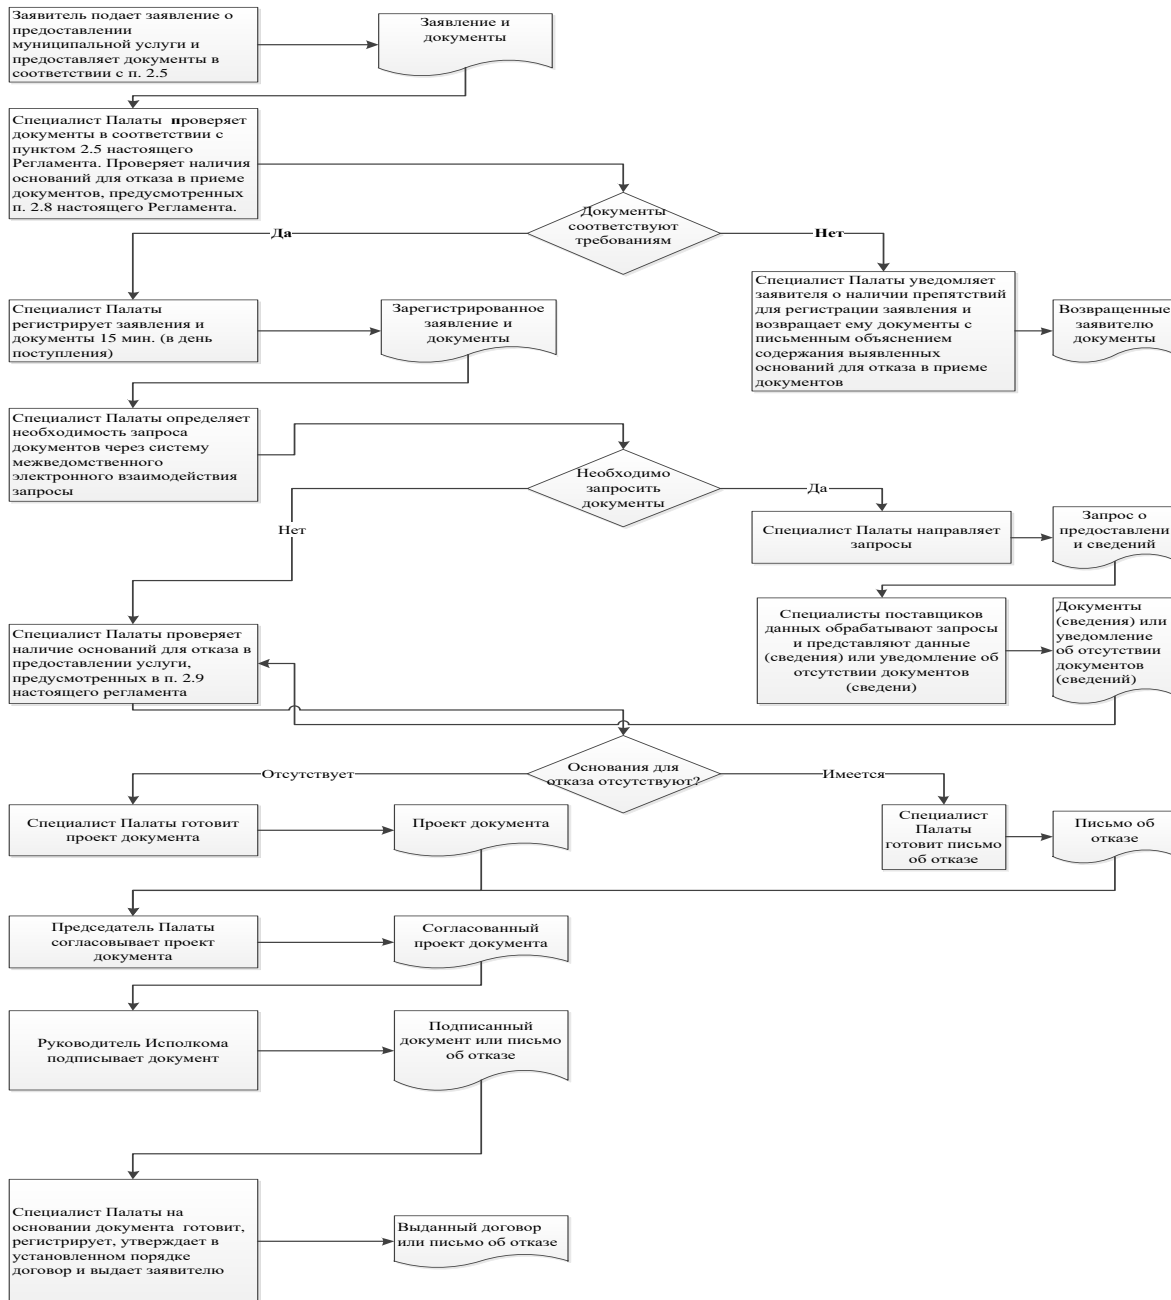 Заявитель подает заявление о
предоставлении
муниципальной услуги и
предоставляет документы в
соответствии с п. 2.5
Заявление и
документы
Специалист Палаты проверяет
документы в соответствии с
пунктом 2.5 настоящего
Регламента. Проверяет наличия
оснований для отказа в приеме
документов, предусмотренных
п. 2.8 настоящего Регламента.
Документы
соответствуют
требованиям
Да
Нет
Специалист Палаты
регистрирует заявления и
документы 15 мин. (в день
поступления)
Зарегистрированное
заявление и
документы
Специалист Палаты уведомляет
заявителя о наличии препятствий
для регистрации заявления и
возвращает ему документы с
письменным объяснением
содержания выявленных
оснований для отказа в приеме
документов
Возвращенные
заявителю
документы
Специалист Палаты определяет
необходимость запроса
документов через систему
межведомственного
электронного взаимодействия
запросы
Необходимо
запросить
документы
Да
Нет
Специалист Палаты направляет
запросы
Запрос о
предоставлени
и сведений
Специалисты поставщиков
данных обрабатывают запросы
и представляют данные
(сведения) или уведомление об
отсутствии документов
(сведени)
Документы
(сведения) или
уведомление
об отсутствии
документов
(сведений)
Специалист Палаты проверяет
наличие оснований для отказа в
предоставлении услуги,
предусмотренных в п. 2.9
настоящего регламента
Основания для
отказа отсутствуют?
Отсутствует
Имеется
Специалист Палаты готовит
проект документа
Проект документа
Специалист
Палаты
готовит письмо
об отказе
Письмо об
отказе
Председатель Палаты
согласовывает проект
документа
Согласованный
проект документа
Руководитель Исполкома
подписывает документ
Подписанный
документ или письмо
об отказе
Специалист Палаты на
основании документа готовит,
регистрирует, утверждает в
установленном порядке
договор и выдает заявителю
Выданный договор
или письмо об отказе